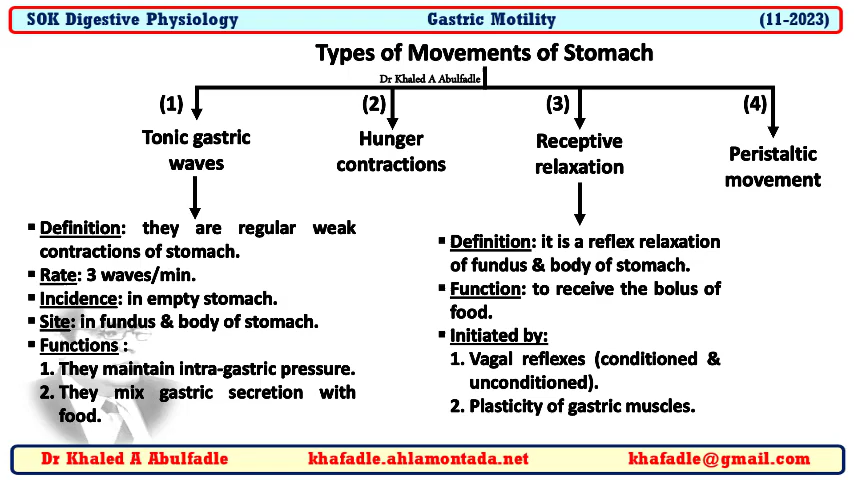 SOK Digestive Physiology Gastric Motility (11-2023)
Types of Movements of Stomach
Dr Khaled A Abulfadle
(1) (2) (3) (4)
Tonic gastric
waves
Hunger
contractions
Receptive
relaxation
Peristaltic
movement
▪ Definition: they are regular weak
contractions of stomach.
▪ Rate: 3 waves/min.
▪ Incidence: in empty stomach.
▪ Site: in fundus & body of stomach.
▪ Functions :
1. They maintain intra-gastric pressure.
2. They mix gastric secretion with
food.
▪ Definition: it is a reflex relaxation
of fundus & body of stomach.
▪ Function: to receive the bolus of
food.
▪ Initiated by:
1. Vagal reflexes (conditioned &
unconditioned).
2. Plasticity of gastric muscles.
Dr Khaled A Abulfadle khafadle.ahlamontada.net khafadle@gmail.com